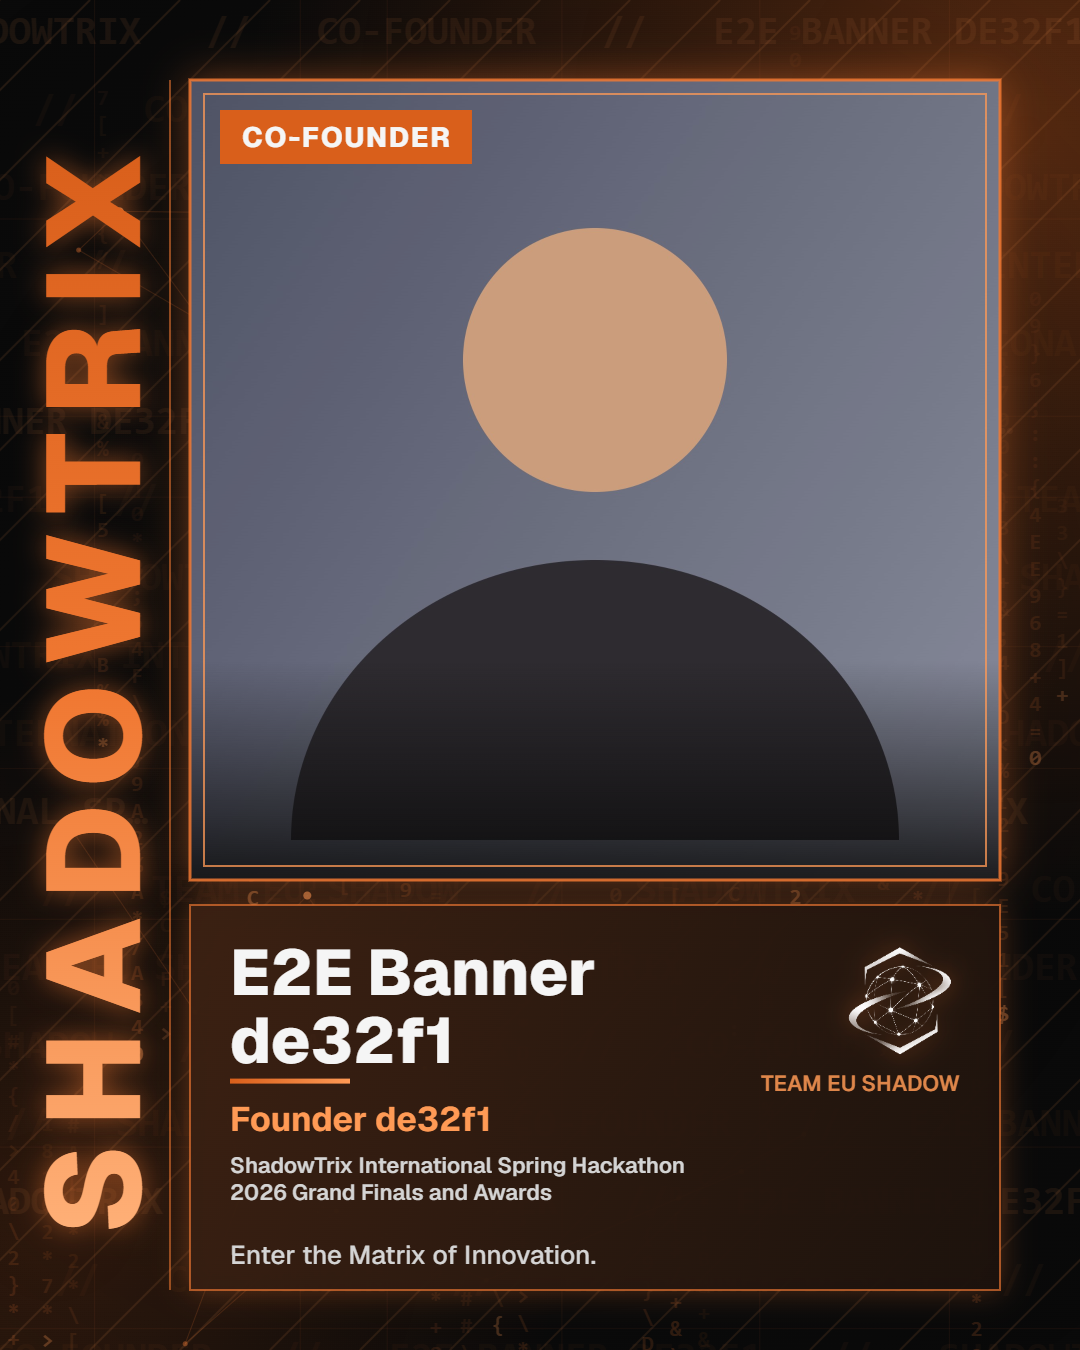 SHADOWTRIX
CO-FOUNDER
E2E Banner
de32f1
TEAM EU SHADOW
Founder de32f1
ShadowTrix International Spring Hackathon
2026 Grand Finals and Awards
Enter the Matrix of Innovation.